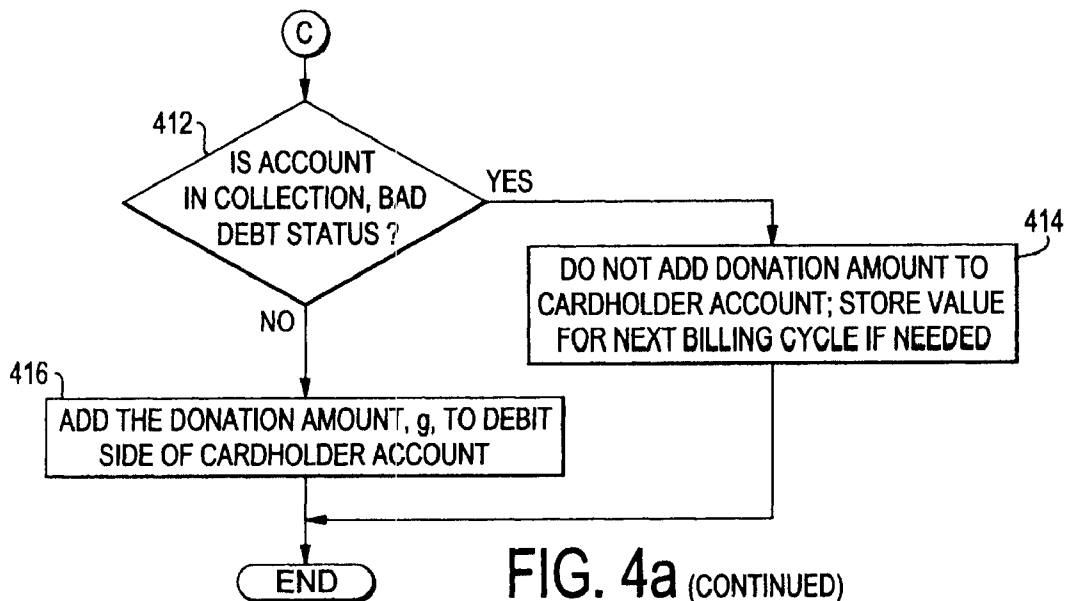 C
412
IS ACCOUNT
IN COLLECTION, BAD
DEBT STATUS ?
YES
NO
414
DO NOT ADD DONATION AMOUNT TO
CARDHOLDER ACCOUNT; STORE VALUE
FOR NEXT BILLING CYCLE IF NEEDED
416
ADD THE DONATION AMOUNT, g, TO DEBIT
SIDE OF CARDHOLDER ACCOUNT
END
FIG. 4a (CONTINUED)